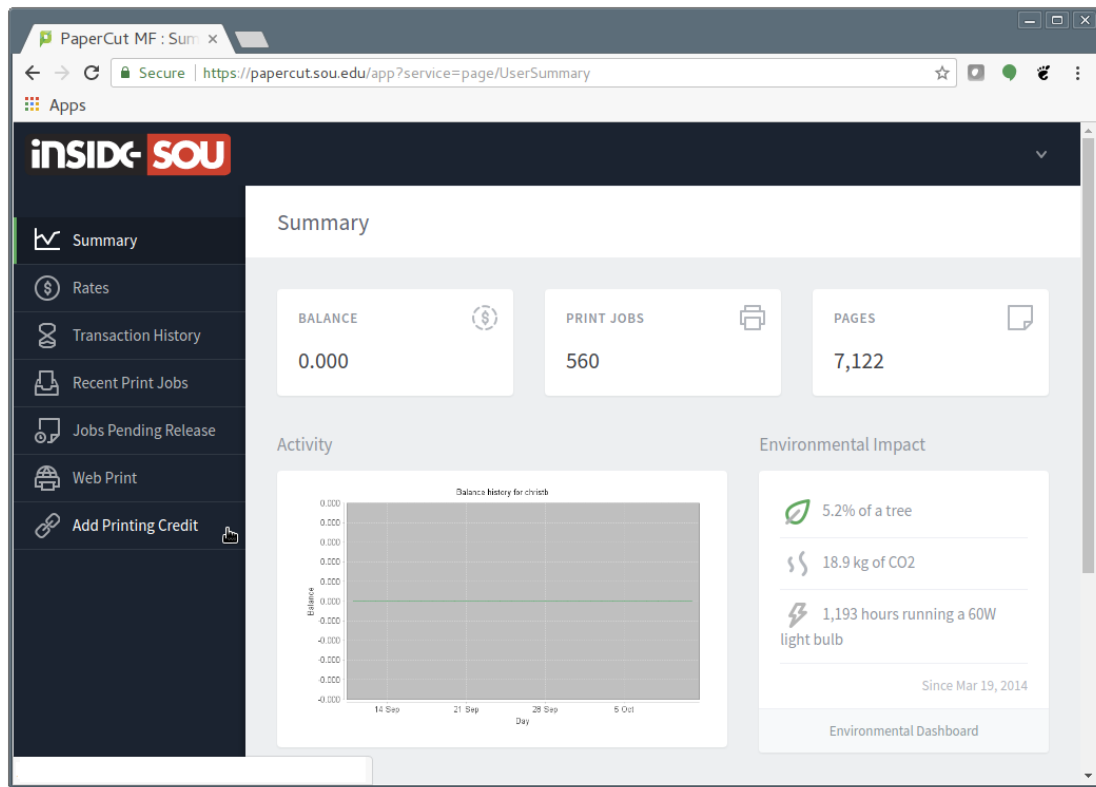 PaperCut MF : Sum
Secure
https://papercut.sou.edu/app?service=page/UserSummary
Apps
INSIDE SOU
Summary
Rates
Transaction History
Recent Print Jobs
Jobs Pending Release
Web Print
Add Printing Credit
Summary
BALANCE
0.000
PRINT JOBS
560
PAGES
7,122
Activity
Balance history for christb
0.000
0.000
0.000
0.000
0.000
0.000
-0.000
-0.000
-0.000
-0.000
-0.000
Balance
14 Sep 21 Sep 28 Sep 5 Oct
Day
Environmental Impact
5.2% of a tree
18.9 kg of CO2
1,193 hours running a 60W
light bulb
Since Mar 19, 2014
Environmental Dashboard